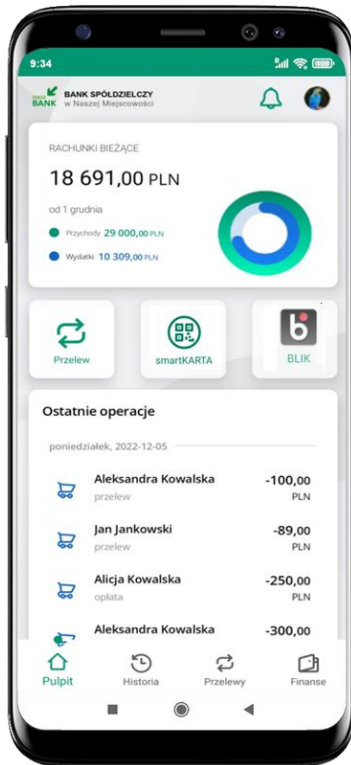 9:34
nasz BANK
BANK SPÓŁDZIELCZY
w Naszej Miejscowości
RACHUNKI BIEŻĄCE
18 691,00 PLN
od 1 grudnia
Przychody 29 000,00 PLN
Wydatki 10 309,00 PLN
Przelew
smartKARTA
BLIK
Ostatnie operacje
poniedziałek, 2022-12-05
Aleksandra Kowalska -100,00
przelew PLN
Jan Jankowski -89,00
przelew PLN
Alicja Kowalska -250,00
opłata PLN
Aleksandra Kowalska -300,00
Pulpit Historia Przelewy Finanse